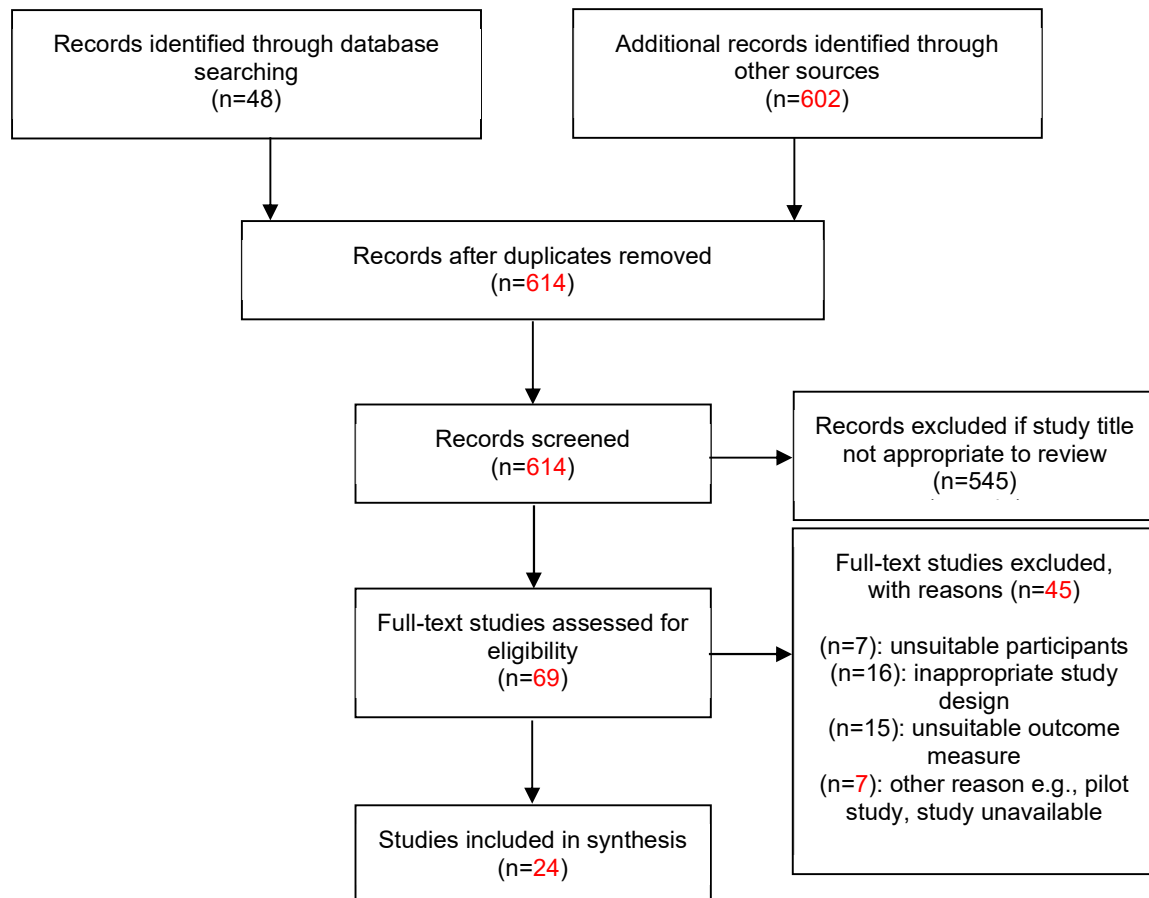 Records identified through database
searching
(n=48)
Additional records identified through
other sources
(n=602)
Records after duplicates removed
(n=614)
Records screened
(n=614)
Records excluded if study title
not appropriate to review
(n=545)
Full-text studies assessed for
eligibility
(n=69)
Full-text studies excluded,
with reasons (n=45)
(n=7): unsuitable participants
(n=16): inappropriate study
design
(n=15): unsuitable outcome
measure
(n=7): other reason e.g., pilot
study, study unavailable
Studies included in synthesis
(n=24)